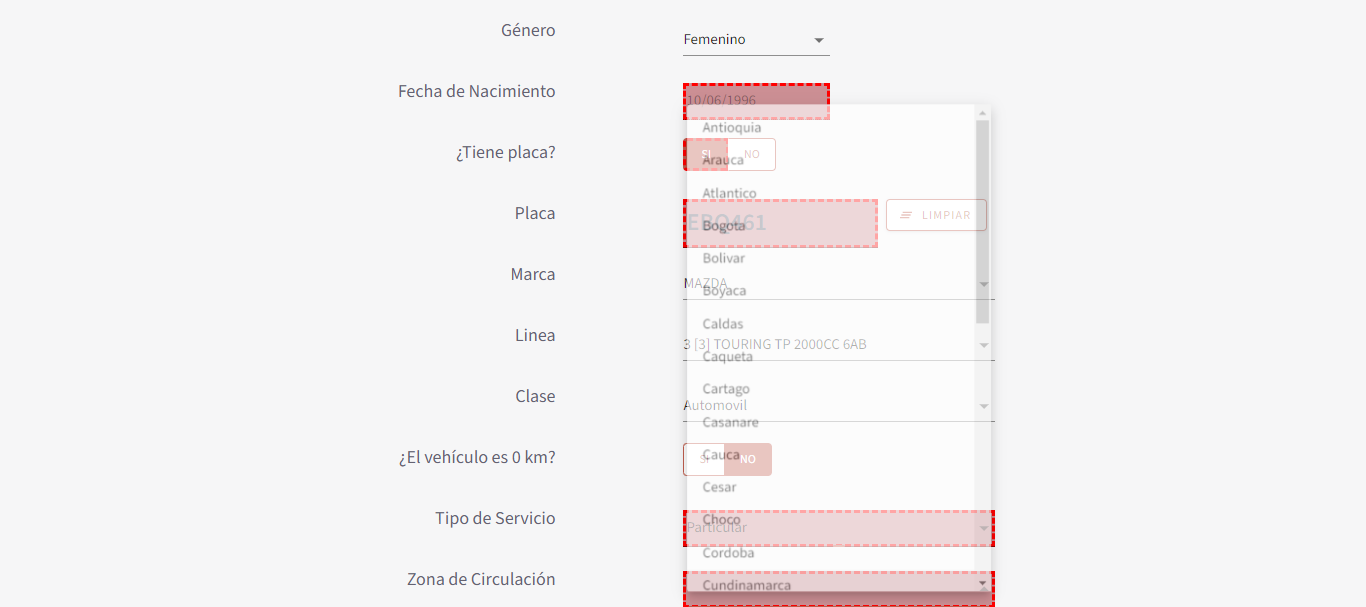 Género
Femenino
Fecha de Nacimiento
10/06/1996
Antioquia
¿Tiene placa?
SI
NO
Arauca
Atlantico
Placa
EBQ461
LIMPIAR
Bogota
Bolivar
Marca
MAZDA
Boyaca
Caldas
Linea
3 [3] TOURING TP 2000CC 6AB
Caqueta
Cartago
Clase
Automovil
Casanare
¿El vehículo es 0 km?
SI
NO
Cauca
Cesar
Tipo de Servicio
Particular
Choco
Cordoba
Zona de Circulación
Cundinamarca